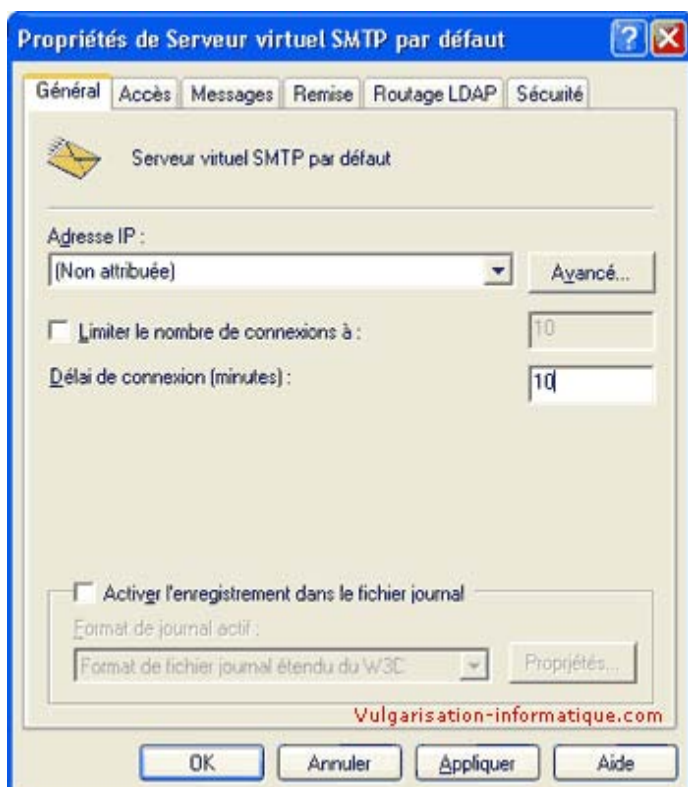 Propriétés de Serveur virtuel SMTP par défaut
Général Accès Messages Remise Routage LDAP Sécurité
Serveur virtuel SMTP par défaut
Adresse IP :
(Non attribuée) Avancé...
Limiter le nombre de connexions à : 10
Délai de connexion (minutes) : 10
Activer l'enregistrement dans le fichier journal
Format de journal actif :
Format de fichier journal étendu du W3C Propriétés...
Vulgarisation-informatique.com
OK Annuler Appliquer Aide